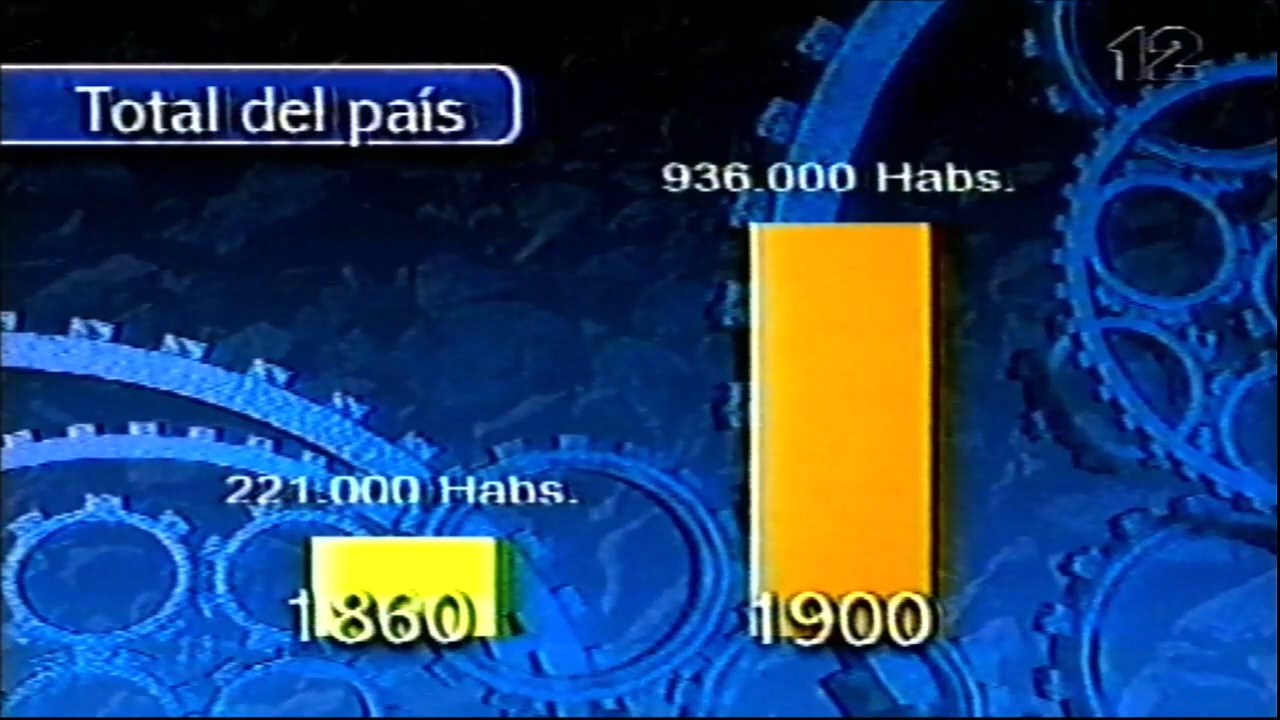 12
Total del país
936.000 Habs.
221.000 Habs.
1860
1900